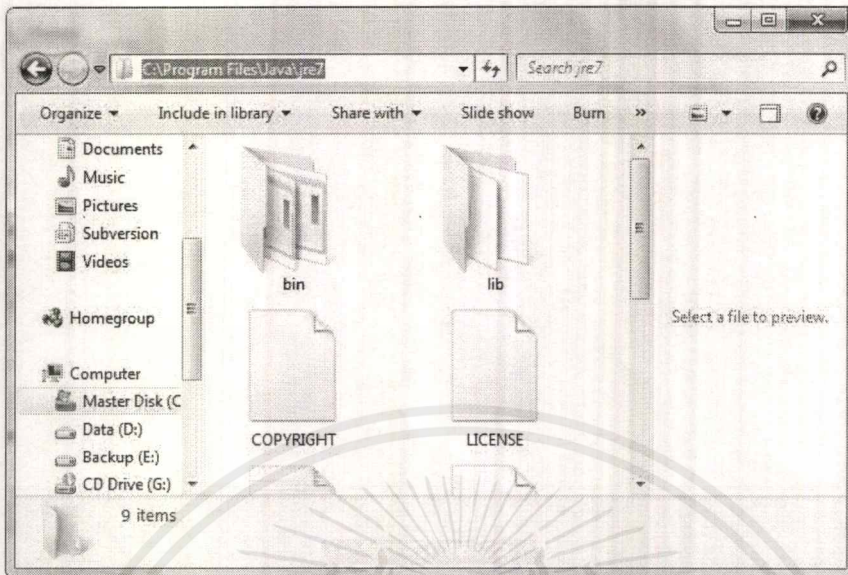 C:\Program Files\Java\jre7
Search jre7
Organize Include in library Share with Slide show Burn »
Documents
Music
Pictures
Subversion
Videos
Homegroup
Computer
Master Disk (C
Data (D:)
Backup (E:)
CD Drive (G:)
bin
lib
COPYRIGHT
LICENSE
Select a file to preview.
9 items